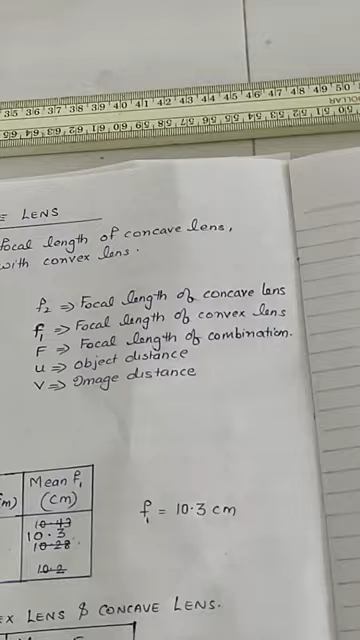 35 36 37 38 39 40 41 42 43 44 45 46 47 48 49 50
LENS
focal length of concave lens,
with convex lens.
f₂ => Focal length of concave lens
f₁ => Focal length of convex lens
F => Focal length of combination.
u => Object distance
V => Image distance
Mean f₁
(cm)
10.43
10.3
10.28
10.2
f₁ = 10.3 cm
LENS & CONCAVE LENS.